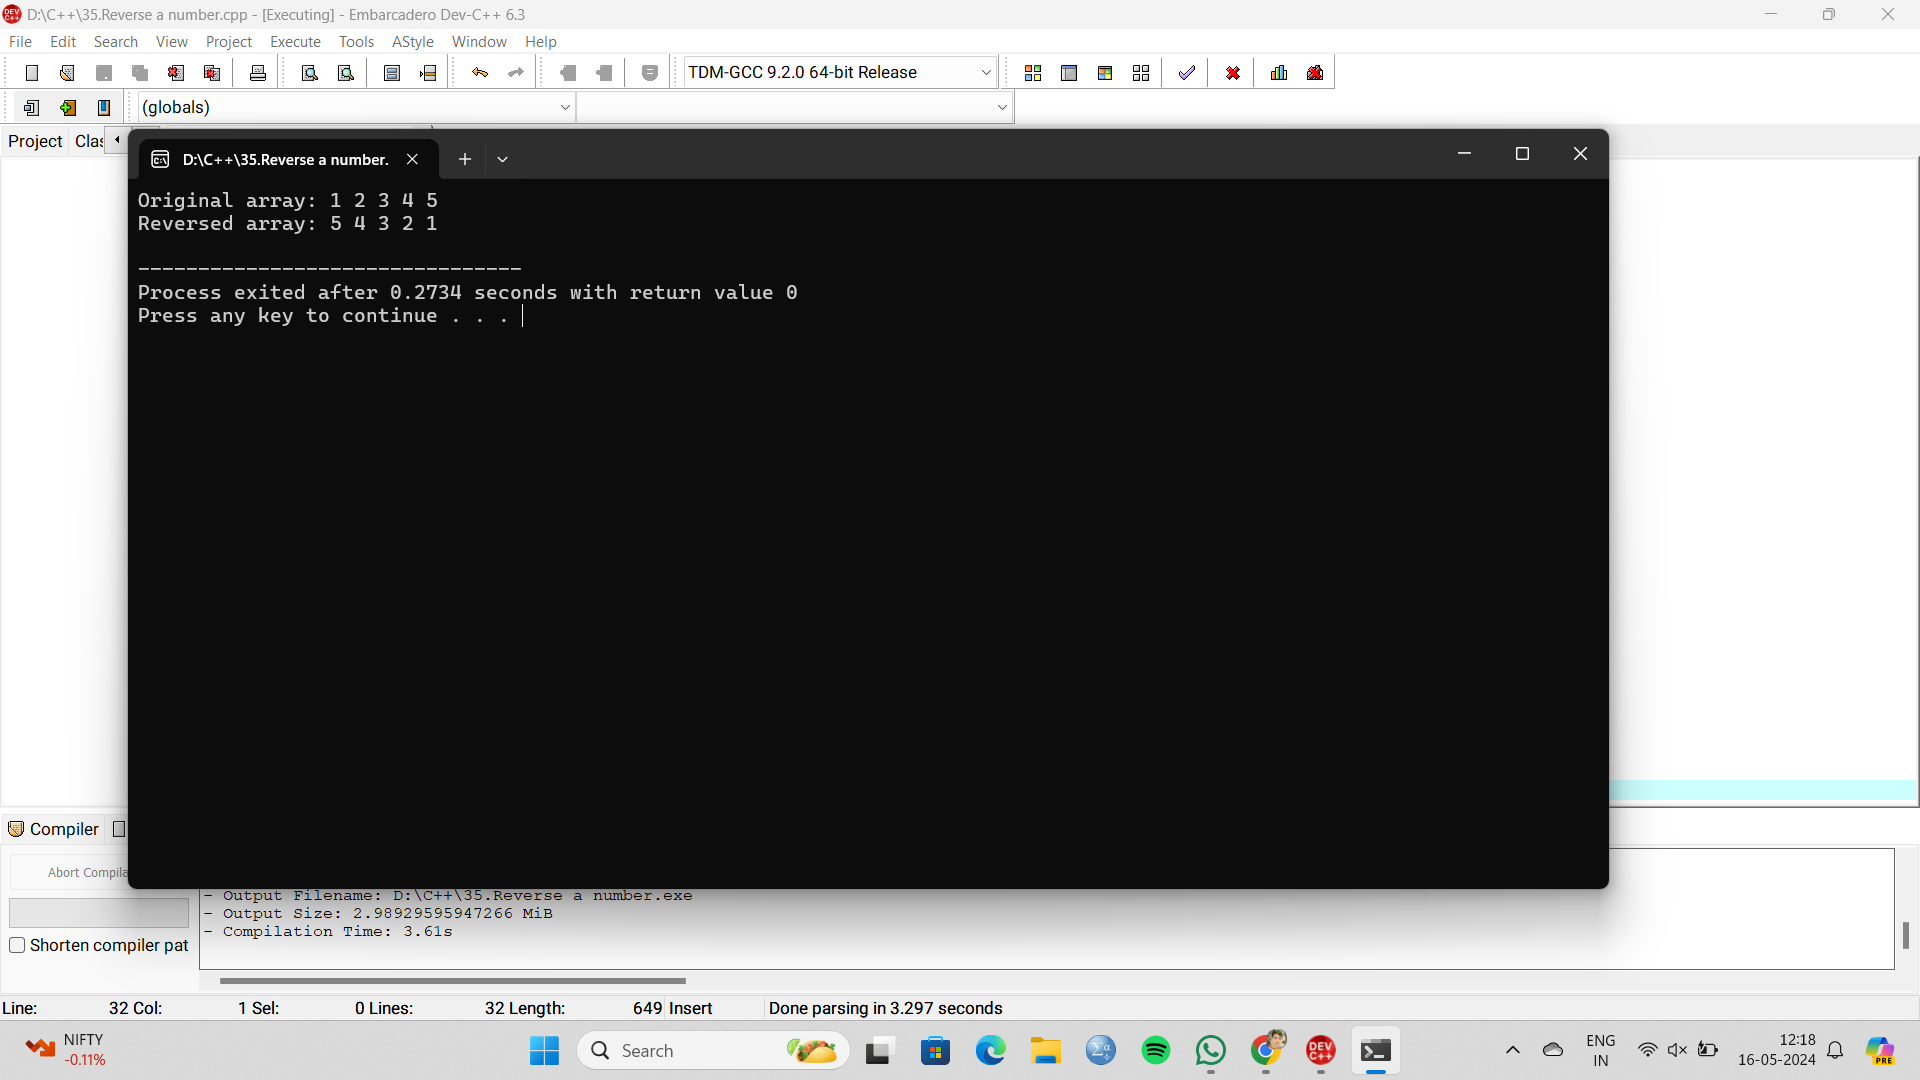 D:\C++\35.Reverse a number.cpp - [Executing] - Embarcadero Dev-C++ 6.3
File Edit Search View Project Execute Tools AStyle Window Help
TDM-GCC 9.2.0 64-bit Release
(globals)
Project
D:\C++\35.Reverse a number.
Original array: 1 2 3 4 5
Reversed array: 5 4 3 2 1
--------------------------------
Process exited after 0.2734 seconds with return value 0
Press any key to continue . . .
Compiler
Abort Compila
- Output Filename: D:\C++\35.Reverse a number.exe
- Output Size: 2.98929595947266 MiB
- Compilation Time: 3.61s
Shorten compiler pat
Line: 32 Col: 1 Sel: 0 Lines: 32 Length: 649 Insert Done parsing in 3.297 seconds
NIFTY
-0.11%
Search
DEV C++
ENG
IN
12:18
16-05-2024
PRE